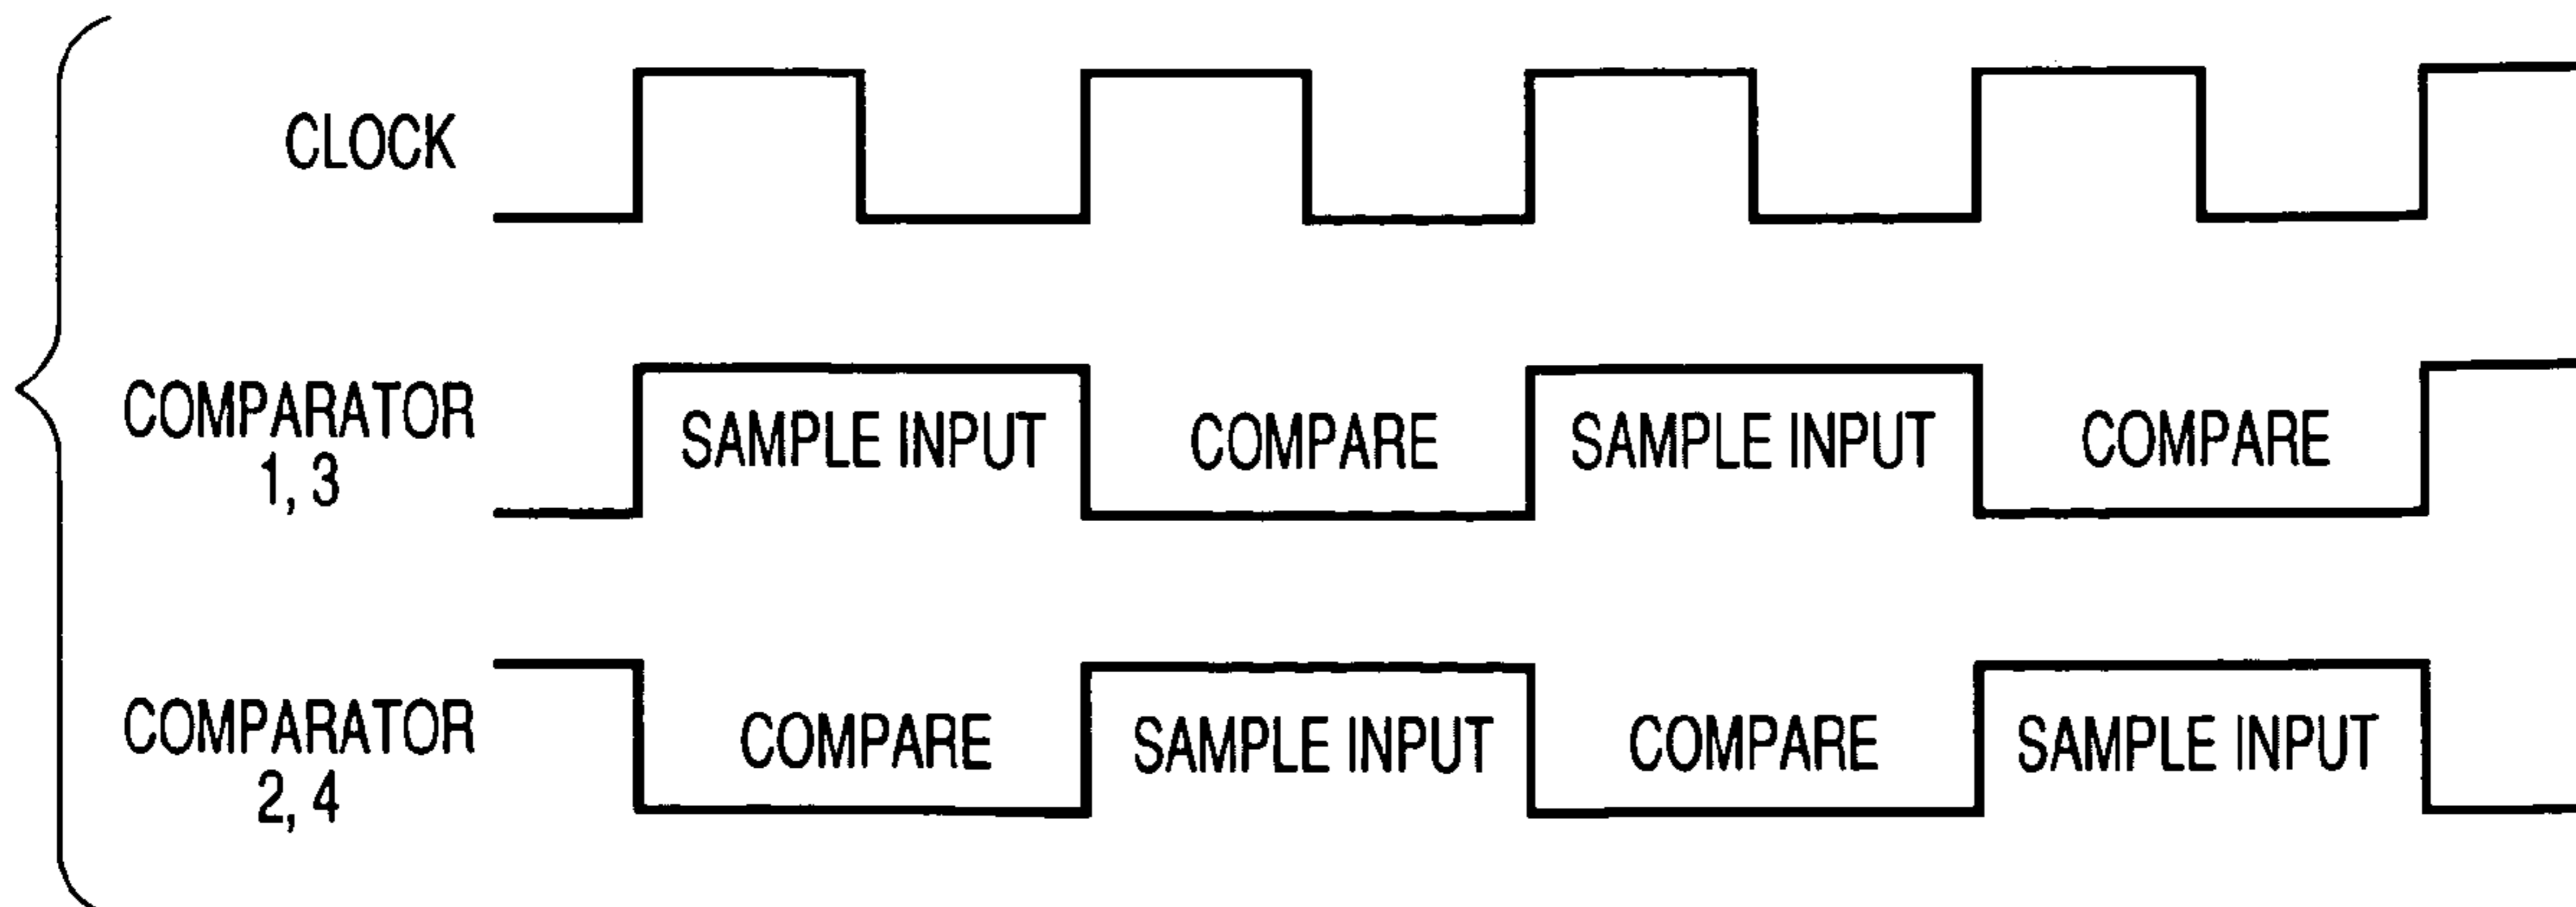 CLOCK
COMPARATOR
1, 3
SAMPLE INPUT
COMPARE
SAMPLE INPUT
COMPARE
COMPARATOR
2, 4
COMPARE
SAMPLE INPUT
COMPARE
SAMPLE INPUT